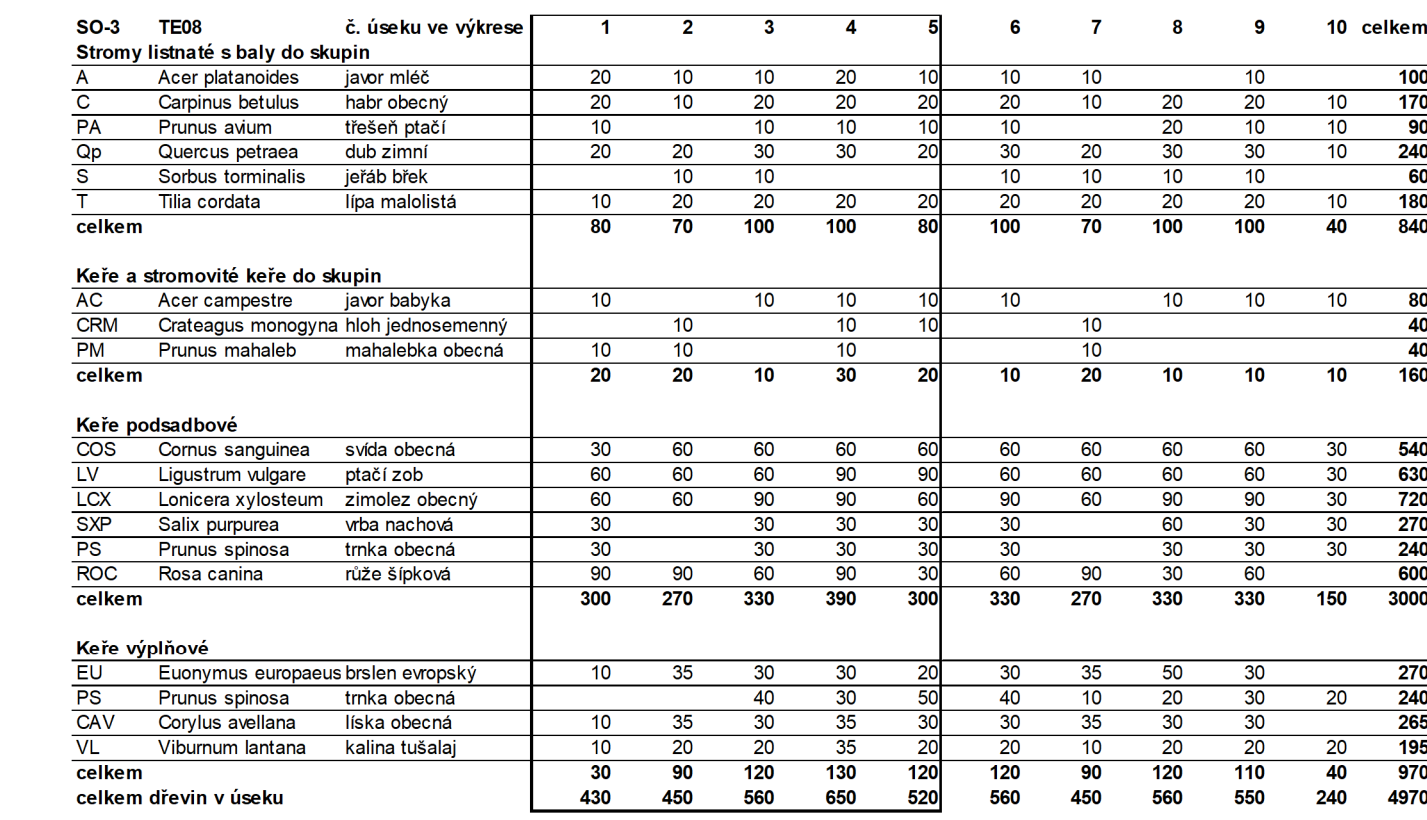 SO-3 TE08 č. úseku ve výkrese 1 2 3 4 5 6 7 8 9 10 celkem
Stromy listnaté s baly do skupin
A Acer platanoides javor mléč 20 10 10 20 10 10 10 10 100
C Carpinus betulus habr obecný 20 10 20 20 20 20 10 20 20 10 170
PA Prunus avium třešeň ptačí 10 10 10 10 10 20 10 10 90
Qp Quercus petraea dub zimní 20 20 30 30 20 30 20 30 30 10 240
S Sorbus torminalis jeřáb břek 10 10 10 10 10 10 60
T Tilia cordata lípa malolistá 10 20 20 20 20 20 20 20 20 10 180
celkem 80 70 100 100 80 100 70 100 100 40 840
Keře a stromovité keře do skupin
AC Acer campestre javor babyka 10 10 10 10 10 10 10 10 80
CRM Crateagus monogyna hloh jednosemenný 10 10 10 10 40
PM Prunus mahaleb mahalebka obecná 10 10 10 10 40
celkem 20 20 10 30 20 10 20 10 10 10 160
Keře podsadbové
COS Cornus sanguinea svída obecná 30 60 60 60 60 60 60 60 60 30 540
LV Ligustrum vulgare ptačí zob 60 60 60 90 90 60 60 60 60 30 630
LCX Lonicera xylosteum zimolez obecný 60 60 90 90 60 90 60 90 90 30 720
SXP Salix purpurea vrba nachová 30 30 30 30 30 60 30 30 270
PS Prunus spinosa trnka obecná 30 30 30 30 30 30 30 30 240
ROC Rosa canina růže šípková 90 90 60 90 30 60 90 30 60 600
celkem 300 270 330 390 300 330 270 330 330 150 3000
Keře výplňové
EU Euonymus europaeus brslen evropský 10 35 30 30 20 30 35 50 30 270
PS Prunus spinosa trnka obecná 40 30 50 40 10 20 30 20 240
CAV Corylus avellana líska obecná 10 35 30 35 30 30 35 30 30 265
VL Viburnum lantana kalina tušalaj 10 20 20 35 20 20 10 20 20 20 195
celkem 30 90 120 130 120 120 90 120 110 40 970
celkem dřevin v úseku 430 450 560 650 520 560 450 560 550 240 4970